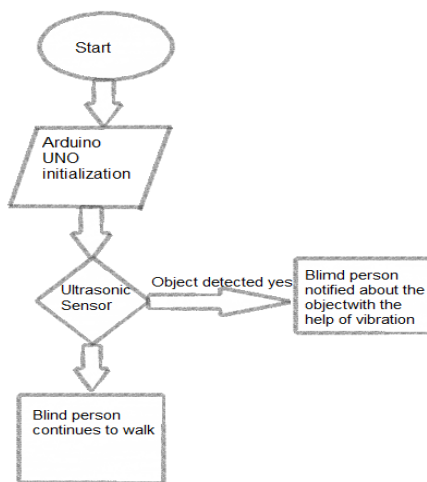 Start
Arduino
UNO
initialization
Ultrasonic
Sensor
Object detected yes
Blimd person
notified about the
objectwith the
help of vibration
Blind person
continues to walk